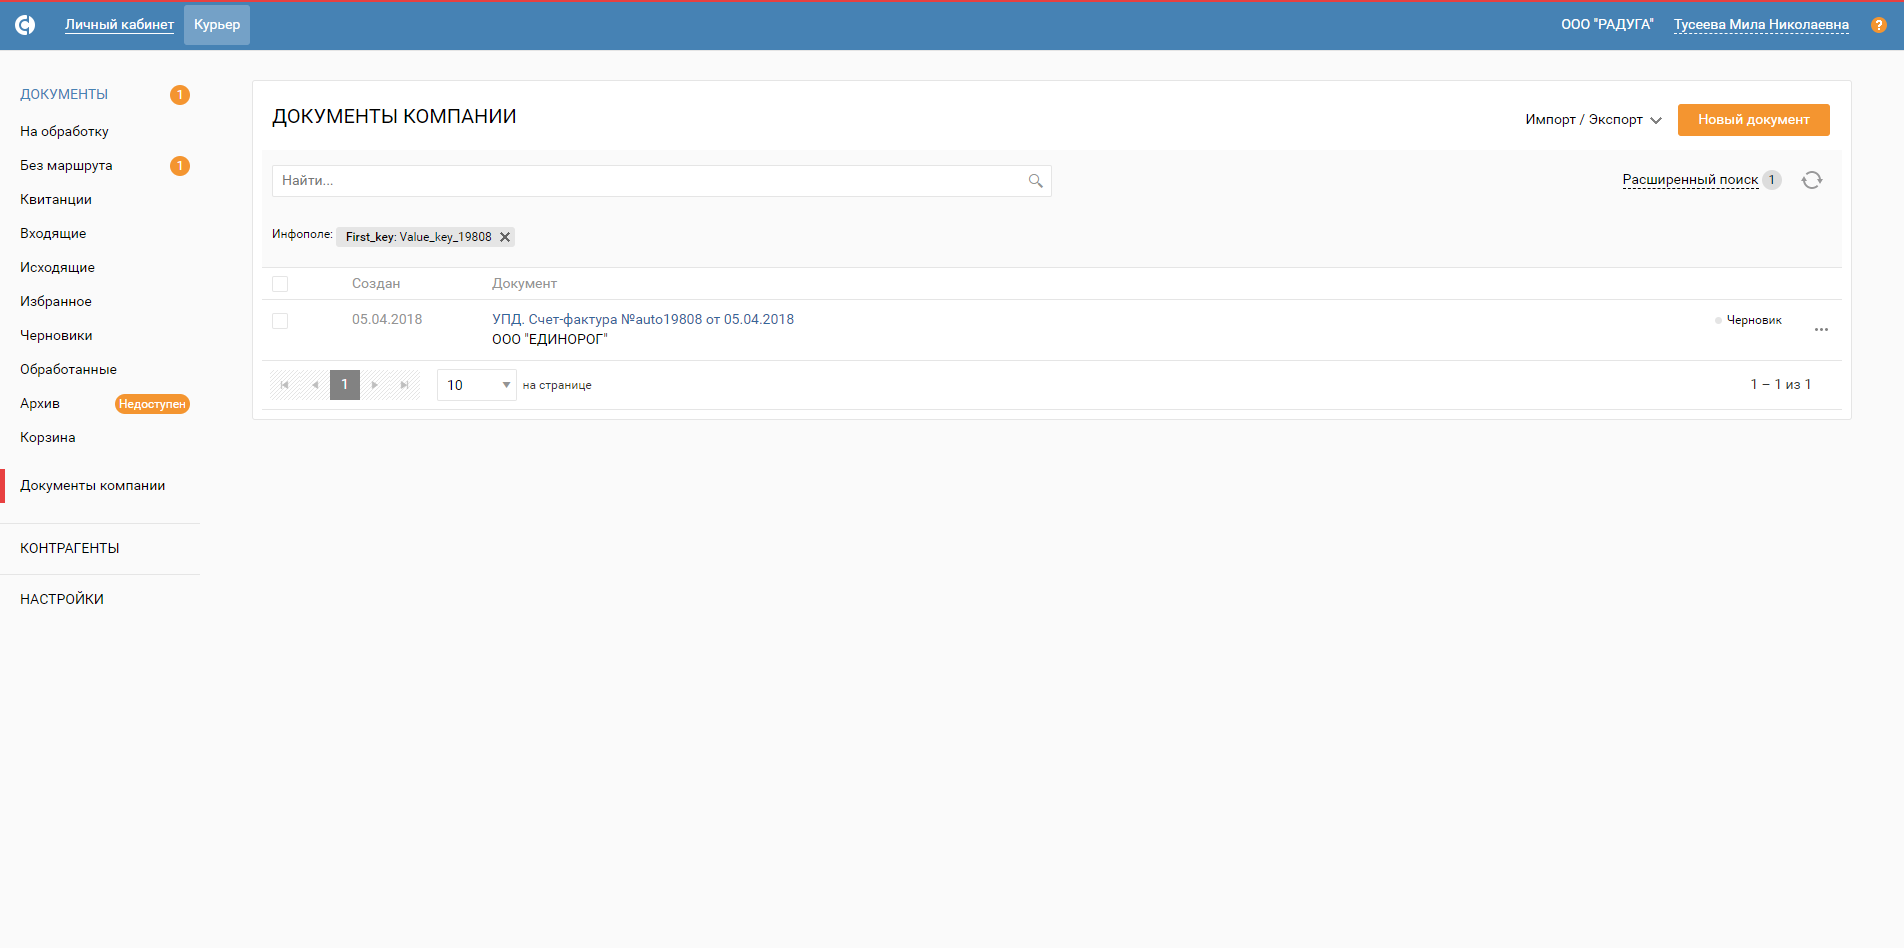 Личный кабинет
Курьер
ООО "РАДУГА"
Тусеева Мила Николаевна
?
ДОКУМЕНТЫ
1
На обработку
Без маршрута
1
Квитанции
Входящие
Исходящие
Избранное
Черновики
Обработанные
Архив
Недоступен
Корзина
Документы компании
КОНТРАГЕНТЫ
НАСТРОЙКИ
ДОКУМЕНТЫ КОМПАНИИ
Импорт / Экспорт
Новый документ
Найти...
Расширенный поиск
1
Инфополе:
First_key: Value_key_19808
Создан
Документ
05.04.2018
УПД. Счет-фактура №auto19808 от 05.04.2018
ООО "ЕДИНОРОГ"
Черновик
...
1
10
на странице
1 – 1 из 1